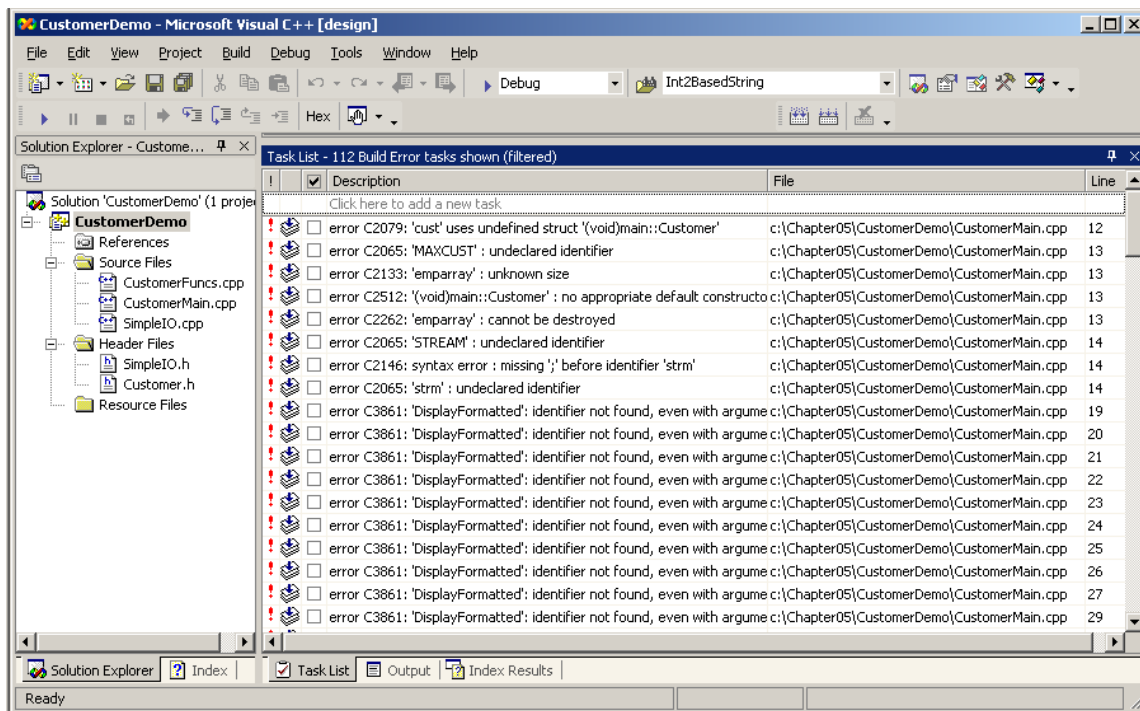 CustomerDemo - Microsoft Visual C++ [design]
File Edit View Project Build Debug Tools Window Help
Debug Int2BasedString
Hex
Solution Explorer - Custome...
Solution 'CustomerDemo' (1 proje
CustomerDemo
References
Source Files
CustomerFuncs.cpp
CustomerMain.cpp
SimpleIO.cpp
Header Files
SimpleIO.h
Customer.h
Resource Files
Solution Explorer Index
Task List - 112 Build Error tasks shown (filtered)
! Description File Line
Click here to add a new task
error C2079: 'cust' uses undefined struct '(void)main::Customer' c:\Chapter05\CustomerDemo\CustomerMain.cpp 12
error C2065: 'MAXCUST' : undeclared identifier c:\Chapter05\CustomerDemo\CustomerMain.cpp 13
error C2133: 'emparray' : unknown size c:\Chapter05\CustomerDemo\CustomerMain.cpp 13
error C2512: '(void)main::Customer' : no appropriate default constructo c:\Chapter05\CustomerDemo\CustomerMain.cpp 13
error C2262: 'emparray' : cannot be destroyed c:\Chapter05\CustomerDemo\CustomerMain.cpp 13
error C2065: 'STREAM' : undeclared identifier c:\Chapter05\CustomerDemo\CustomerMain.cpp 14
error C2146: syntax error : missing ';' before identifier 'strm' c:\Chapter05\CustomerDemo\CustomerMain.cpp 14
error C2065: 'strm' : undeclared identifier c:\Chapter05\CustomerDemo\CustomerMain.cpp 14
error C3861: 'DisplayFormatted': identifier not found, even with argume c:\Chapter05\CustomerDemo\CustomerMain.cpp 19
error C3861: 'DisplayFormatted': identifier not found, even with argume c:\Chapter05\CustomerDemo\CustomerMain.cpp 20
error C3861: 'DisplayFormatted': identifier not found, even with argume c:\Chapter05\CustomerDemo\CustomerMain.cpp 21
error C3861: 'DisplayFormatted': identifier not found, even with argume c:\Chapter05\CustomerDemo\CustomerMain.cpp 22
error C3861: 'DisplayFormatted': identifier not found, even with argume c:\Chapter05\CustomerDemo\CustomerMain.cpp 23
error C3861: 'DisplayFormatted': identifier not found, even with argume c:\Chapter05\CustomerDemo\CustomerMain.cpp 24
error C3861: 'DisplayFormatted': identifier not found, even with argume c:\Chapter05\CustomerDemo\CustomerMain.cpp 25
error C3861: 'DisplayFormatted': identifier not found, even with argume c:\Chapter05\CustomerDemo\CustomerMain.cpp 26
error C3861: 'DisplayFormatted': identifier not found, even with argume c:\Chapter05\CustomerDemo\CustomerMain.cpp 27
error C3861: 'DisplayFormatted': identifier not found, even with argume c:\Chapter05\CustomerDemo\CustomerMain.cpp 29
Task List Output Index Results
Ready